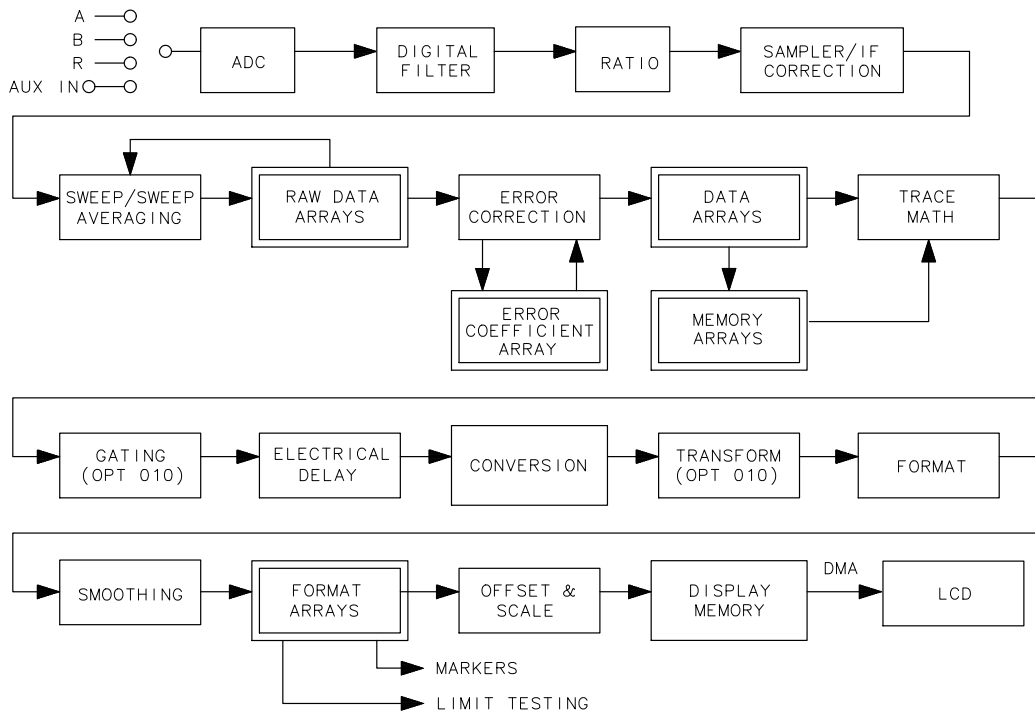 A
B
R
AUX IN
ADC
DIGITAL
FILTER
RATIO
SAMPLER/IF
CORRECTION
SWEEP/SWEEP
AVERAGING
RAW DATA
ARRAYS
ERROR
CORRECTION
DATA
ARRAYS
TRACE
MATH
ERROR
COEFFICIENT
ARRAY
MEMORY
ARRAYS
GATING
(OPT 010)
ELECTRICAL
DELAY
CONVERSION
TRANSFORM
(OPT 010)
FORMAT
SMOOTHING
FORMAT
ARRAYS
OFFSET &
SCALE
DISPLAY
MEMORY
DMA
LCD
MARKERS
LIMIT TESTING